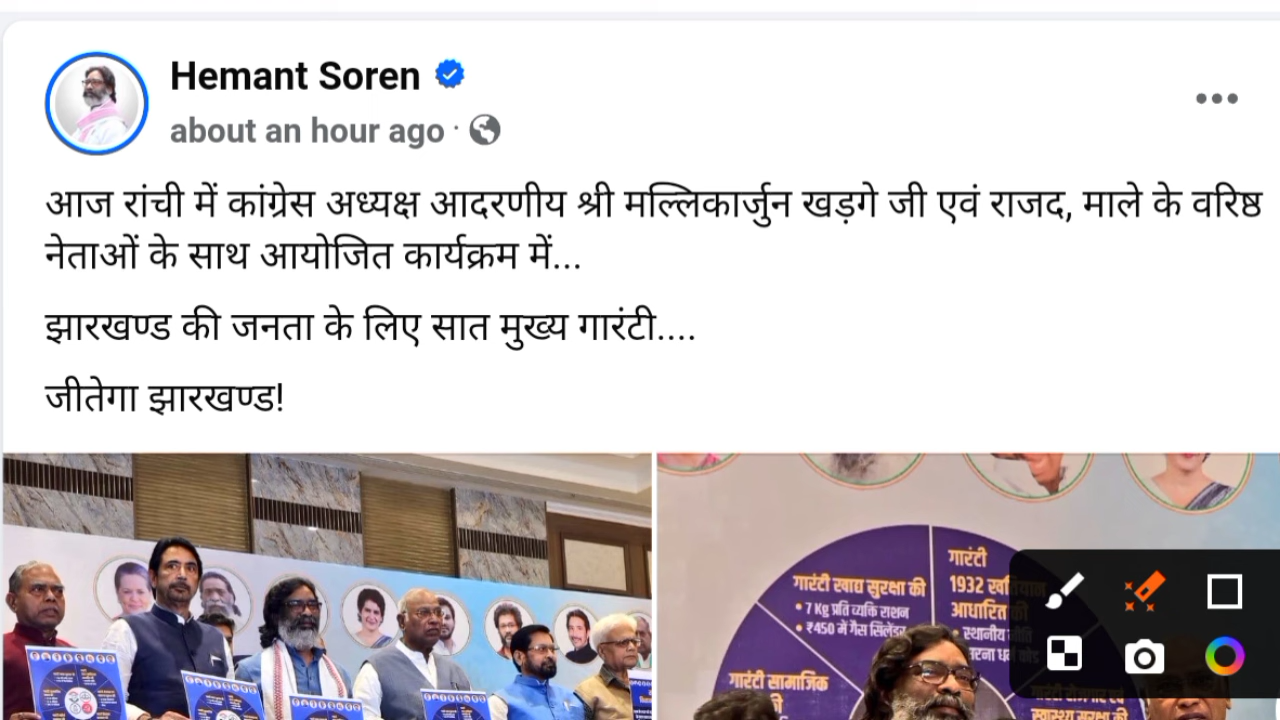 Hemant Soren
about an hour ago ·
आज रांची में कांग्रेस अध्यक्ष आदरणीय श्री मल्लिकार्जुन खड़गे जी एवं राजद, माले के वरिष्ठ
नेताओं के साथ आयोजित कार्यक्रम में...
झारखण्ड की जनता के लिए सात मुख्य गारंटी....
जीतेगा झारखण्ड!
गारंटी खाद्य सुरक्षा की
• 7 Kg प्रति व्यक्ति राशन
• ₹450 में गैस सिलेंडर
गारंटी
1932 खतियान
आधारित की
• स्थानीय नीति
गारंटी सामाजिक
की